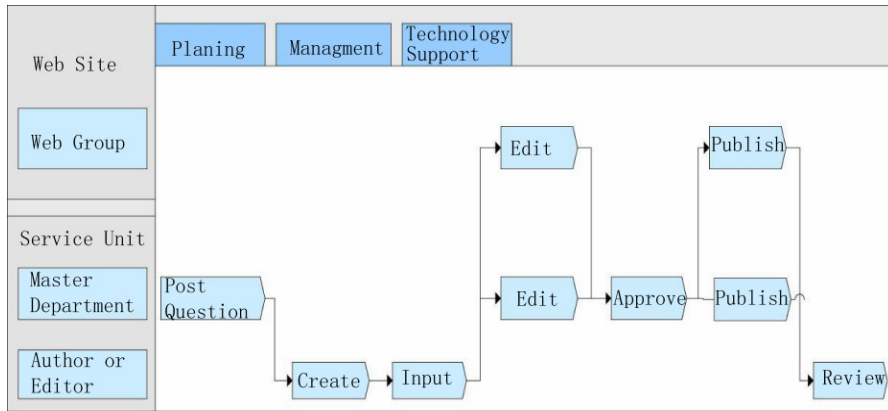 Web Site
Planing
Managment
Technology
Support
Web Group
Edit
Publish
Service Unit
Master
Department
Post
Question
Edit
Approve
Publish
Author or
Editor
Create
Input
Review